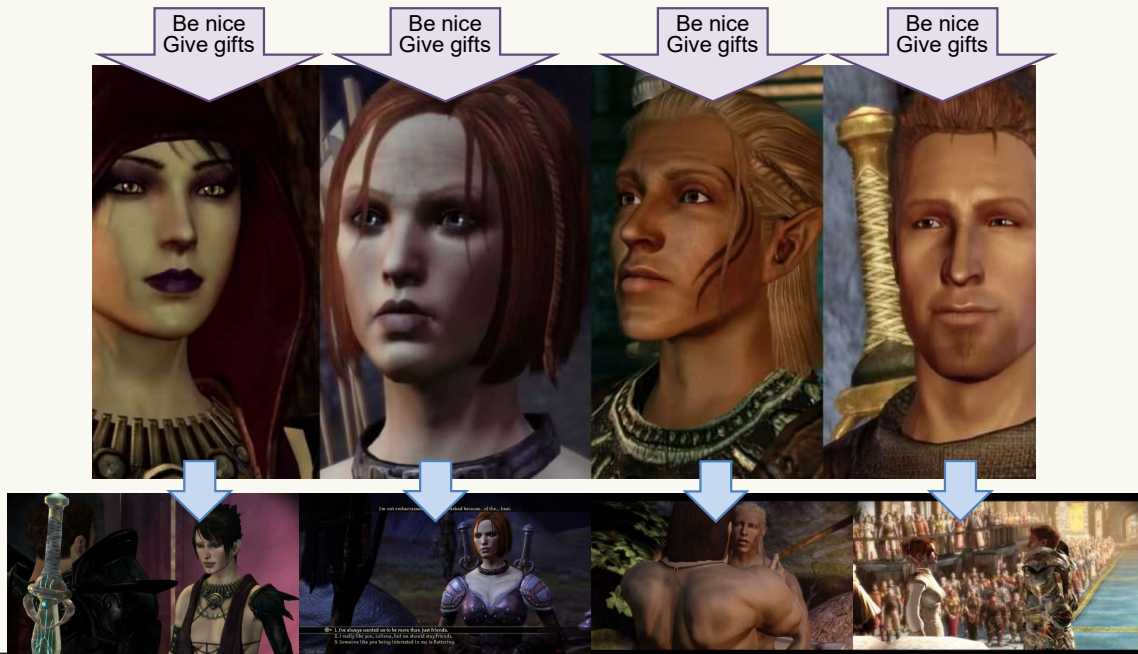 Be nice
Give gifts
Be nice
Give gifts
Be nice
Give gifts
Be nice
Give gifts
1. I've always wanted us to be more than just friends.
2. I really like you, Leliana, but we should stay friends.
3. Someone like you being interested in me is flattering.